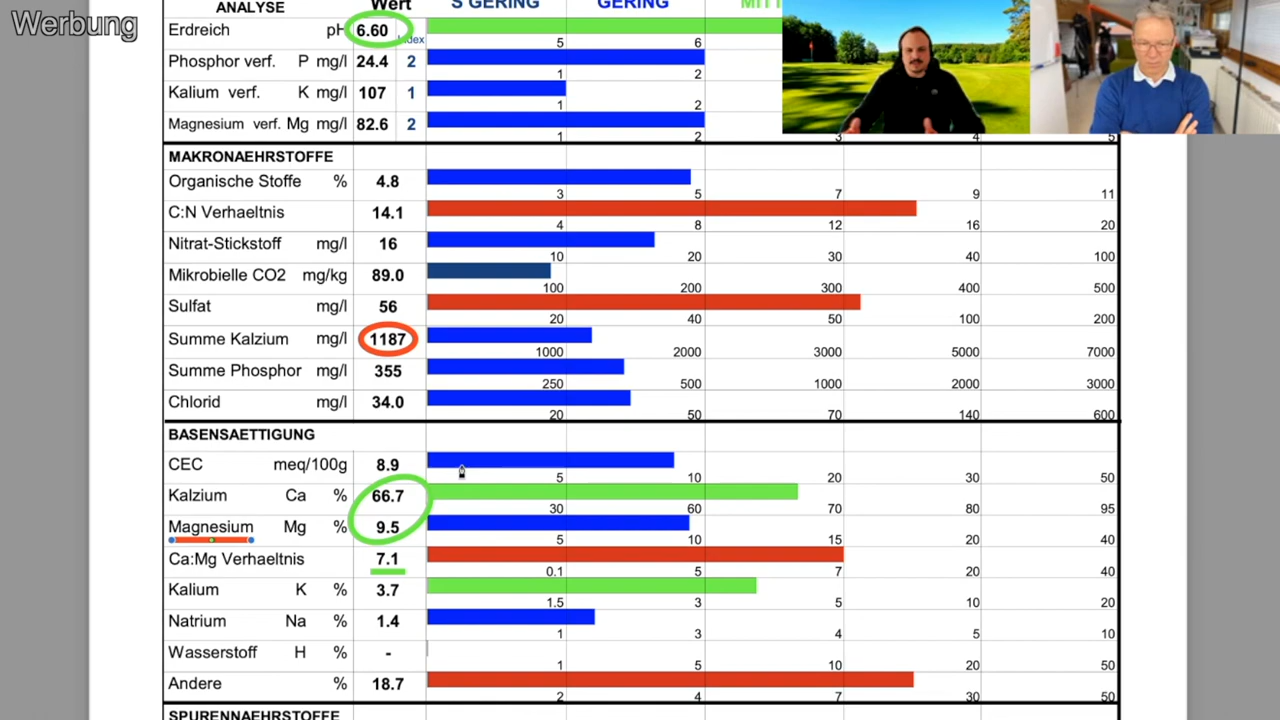 Werbung
ANALYSE Wert S GERING GERING
Erdreich pH 6.60 Index
5 6
Phosphor verf. P mg/l 24.4 2
1 2
Kalium verf. K mg/l 107 1
1 2
Magnesium verf. Mg mg/l 82.6 2
1 2 3 4 5
MAKRONAEHRSTOFFE
Organische Stoffe % 4.8
3 5 7 9 11
C:N Verhaeltnis 14.1
4 8 12 16 20
Nitrat-Stickstoff mg/l 16
10 20 30 40 100
Mikrobielle CO2 mg/kg 89.0
100 200 300 400 500
Sulfat mg/l 56
20 40 50 100 200
Summe Kalzium mg/l 1187
1000 2000 3000 5000 7000
Summe Phosphor mg/l 355
250 500 1000 2000 3000
Chlorid mg/l 34.0
20 50 70 140 600
BASENSAETTIGUNG
CEC meq/100g 8.9
5 10 20 30 50
Kalzium Ca % 66.7
30 60 70 80 95
Magnesium Mg % 9.5
5 10 15 20 40
Ca:Mg Verhaeltnis 7.1
0.1 5 7 20 40
Kalium K % 3.7
1.5 3 5 10 20
Natrium Na % 1.4
1 3 4 5 10
Wasserstoff H % -
1 5 10 20 50
Andere % 18.7
2 4 7 30 50
SPURENNAEHRSTOFFE